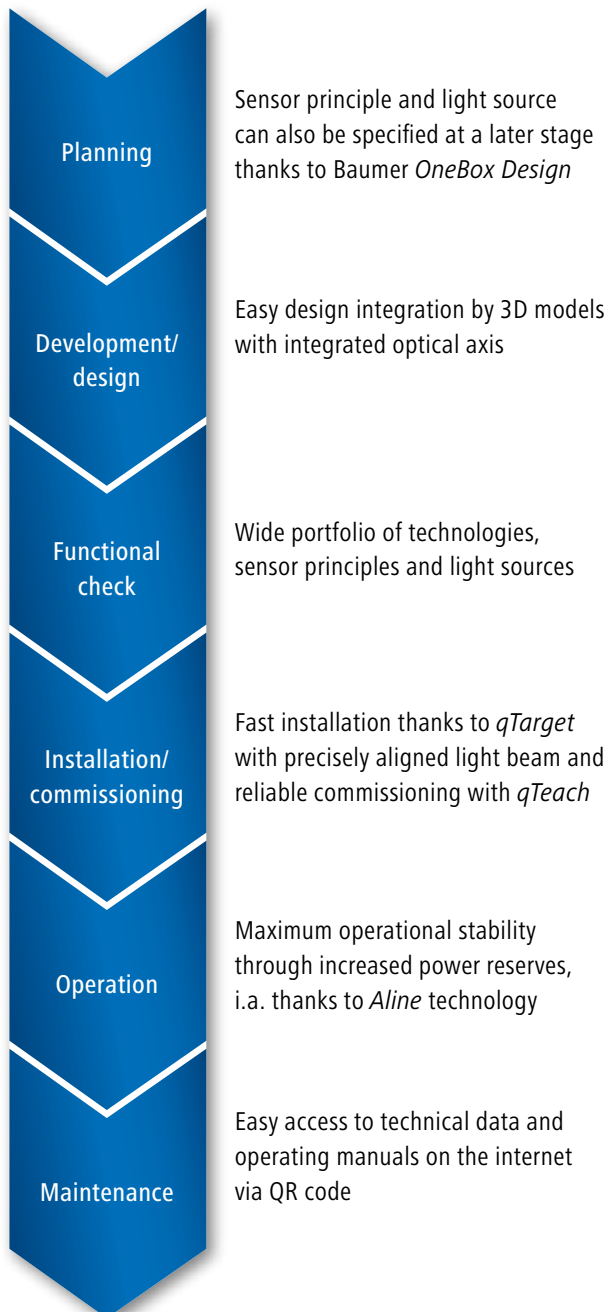 Planning
Sensor principle and light source
can also be specified at a later stage
thanks to Baumer OneBox Design
Development/
design
Easy design integration by 3D models
with integrated optical axis
Functional
check
Wide portfolio of technologies,
sensor principles and light sources
Installation/
commissioning
Fast installation thanks to qTarget
with precisely aligned light beam and
reliable commissioning with qTeach
Operation
Maximum operational stability
through increased power reserves,
i.a. thanks to Aline technology
Maintenance
Easy access to technical data and
operating manuals on the internet
via QR code